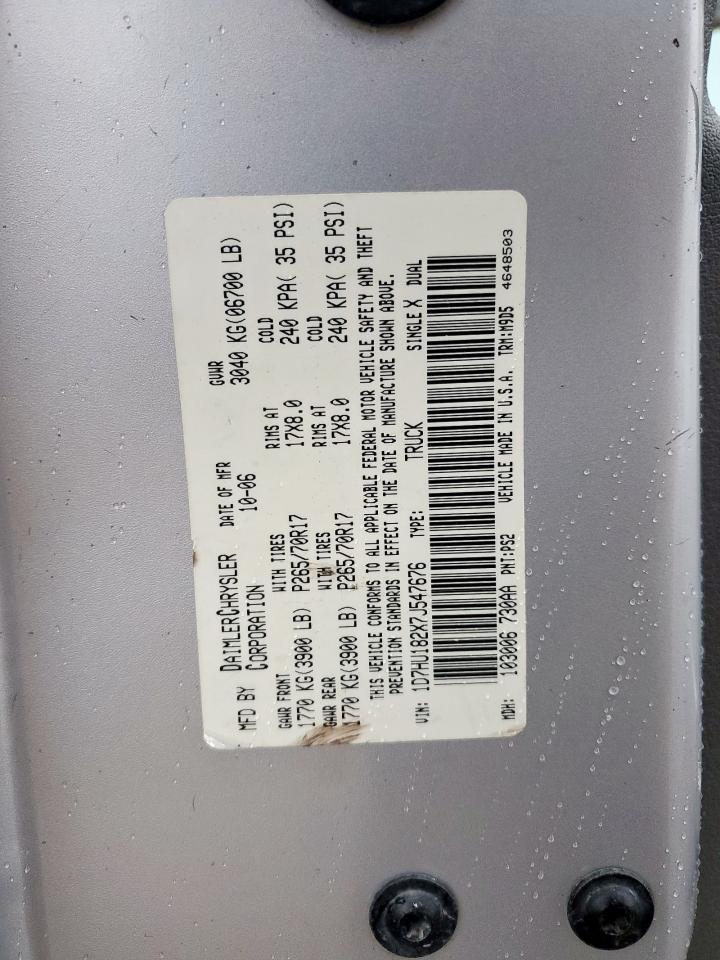 MFD BY DAIMLERCHRYSLER CORPORATION DATE OF MFR 10-06 GVWR 3040 KG(06700 LB)
GAWR FRONT WITH TIRES RIMS AT COLD
1770 KG(3900 LB) P265/70R17 17X8.0 240 KPA( 35 PSI)
GAWR REAR WITH TIRES RIMS AT COLD
1770 KG(3900 LB) P265/70R17 17X8.0 240 KPA( 35 PSI)
THIS VEHICLE CONFORMS TO ALL APPLICABLE FEDERAL MOTOR VEHICLE SAFETY AND THEFT
PREVENTION STANDARDS IN EFFECT ON THE DATE OF MANUFACTURE SHOWN ABOVE.
VIN: 1D7HU182X7J547676 TYPE: TRUCK SINGLE X DUAL
MDH: 103006 730AA PNT:PS2 VEHICLE MADE IN U.S.A. TRM:M9D5 4648503